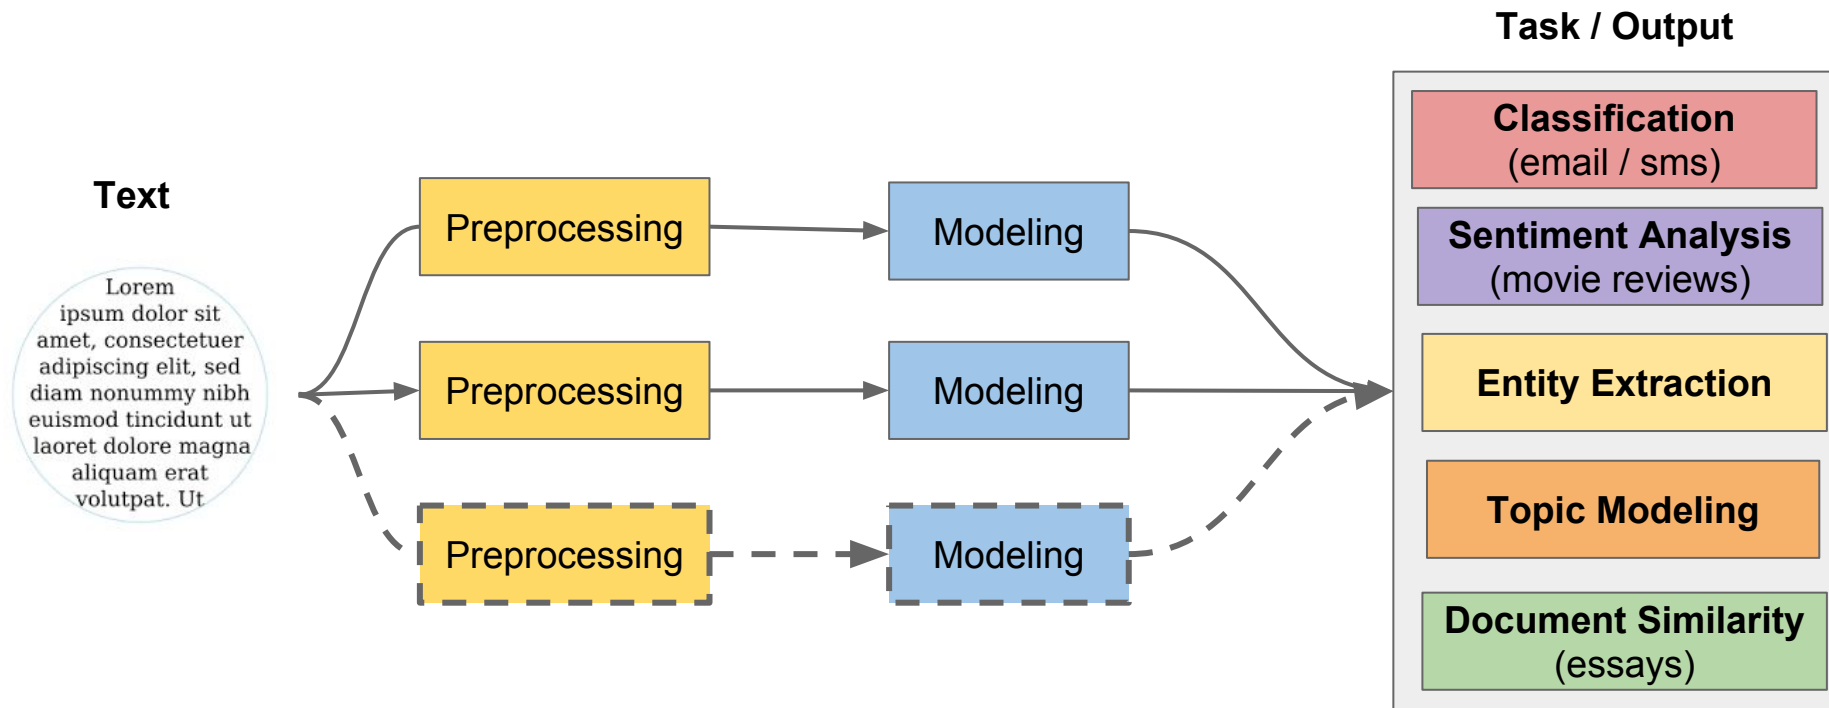 Task / Output
Text
Lorem
ipsum dolor sit
amet, consectetuer
adipiscing elit, sed
diam nonummy nibh
euismod tincidunt ut
laoret dolore magna
aliquam erat
volutpat. Ut
Preprocessing
Modeling
Preprocessing
Modeling
Preprocessing
Modeling
Classification
(email / sms)
Sentiment Analysis
(movie reviews)
Entity Extraction
Topic Modeling
Document Similarity
(essays)